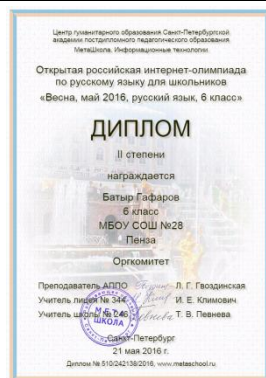 Центр гуманитарного образования Санкт-Петербургской
академии постдипломного педагогического образования
МетаШкола. Информационные технологии
Открытая российская интернет-олимпиада
по русскому языку для школьников
«Весна, май 2016, русский язык, 6 класс»
ДИПЛОМ
II степени
награждается
Батыр Гафаров
6 класс
МБОУ СОШ №28
Пенза
Оргкомитет
Преподаватель АППО Л. Г. Гвоздинская
Учитель лицея № 344 И. Е. Климович
Учитель школы № 246 Т. В. Певнева
МЕТА
ШКОЛА
Санкт-Петербург
21 мая 2016 г.
Диплом № 510/242138/2016, www.metaschool.ru